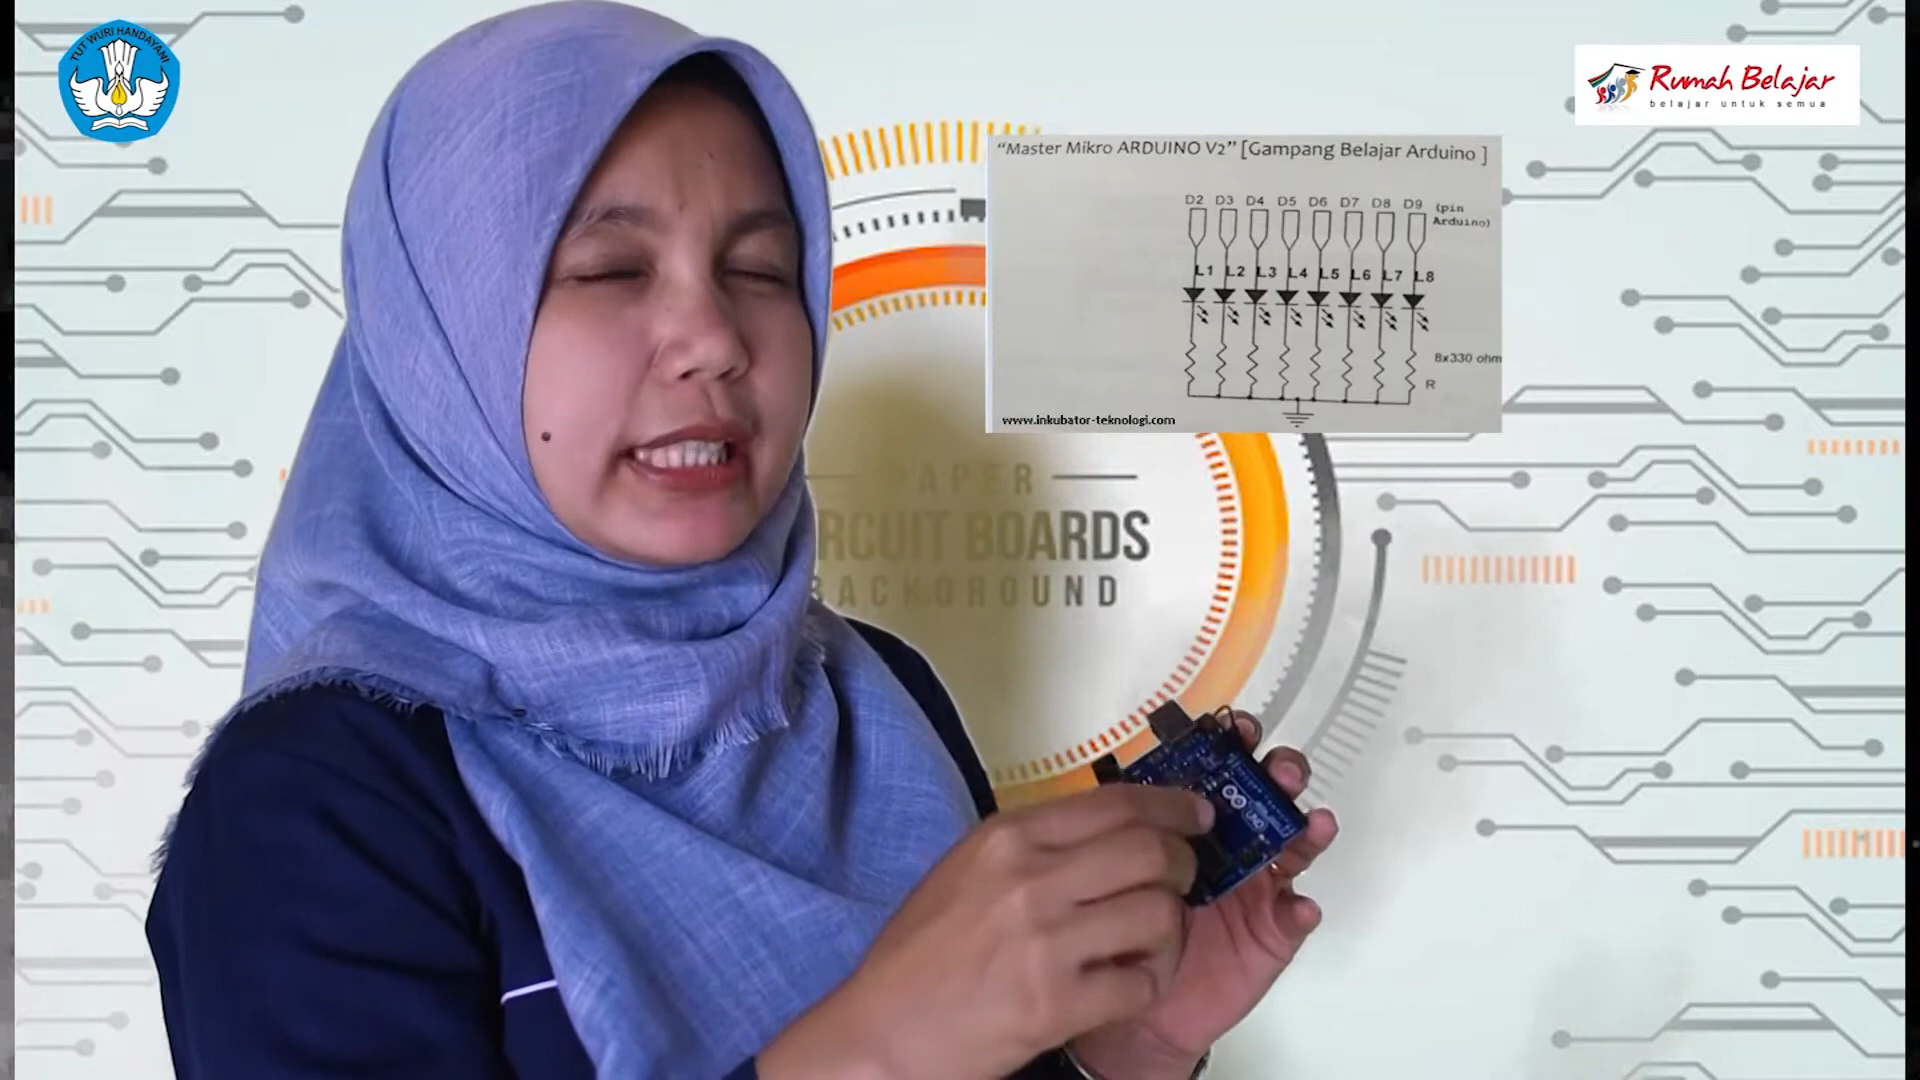 TUT WURI HANDAYANI
Rumah Belajar
belajar untuk semua
"Master Mikro ARDUINO V2" [Gampang Belajar Arduino ]
D2 D3 D4 D5 D6 D7 D8 D9 (pin
Arduino)
L1 L2 L3 L4 L5 L6 L7 L8
8x330 ohm
R
www.inkubator-teknologi.com
PAPER
RCUIT BOARDS
BACKGROUND
UNO